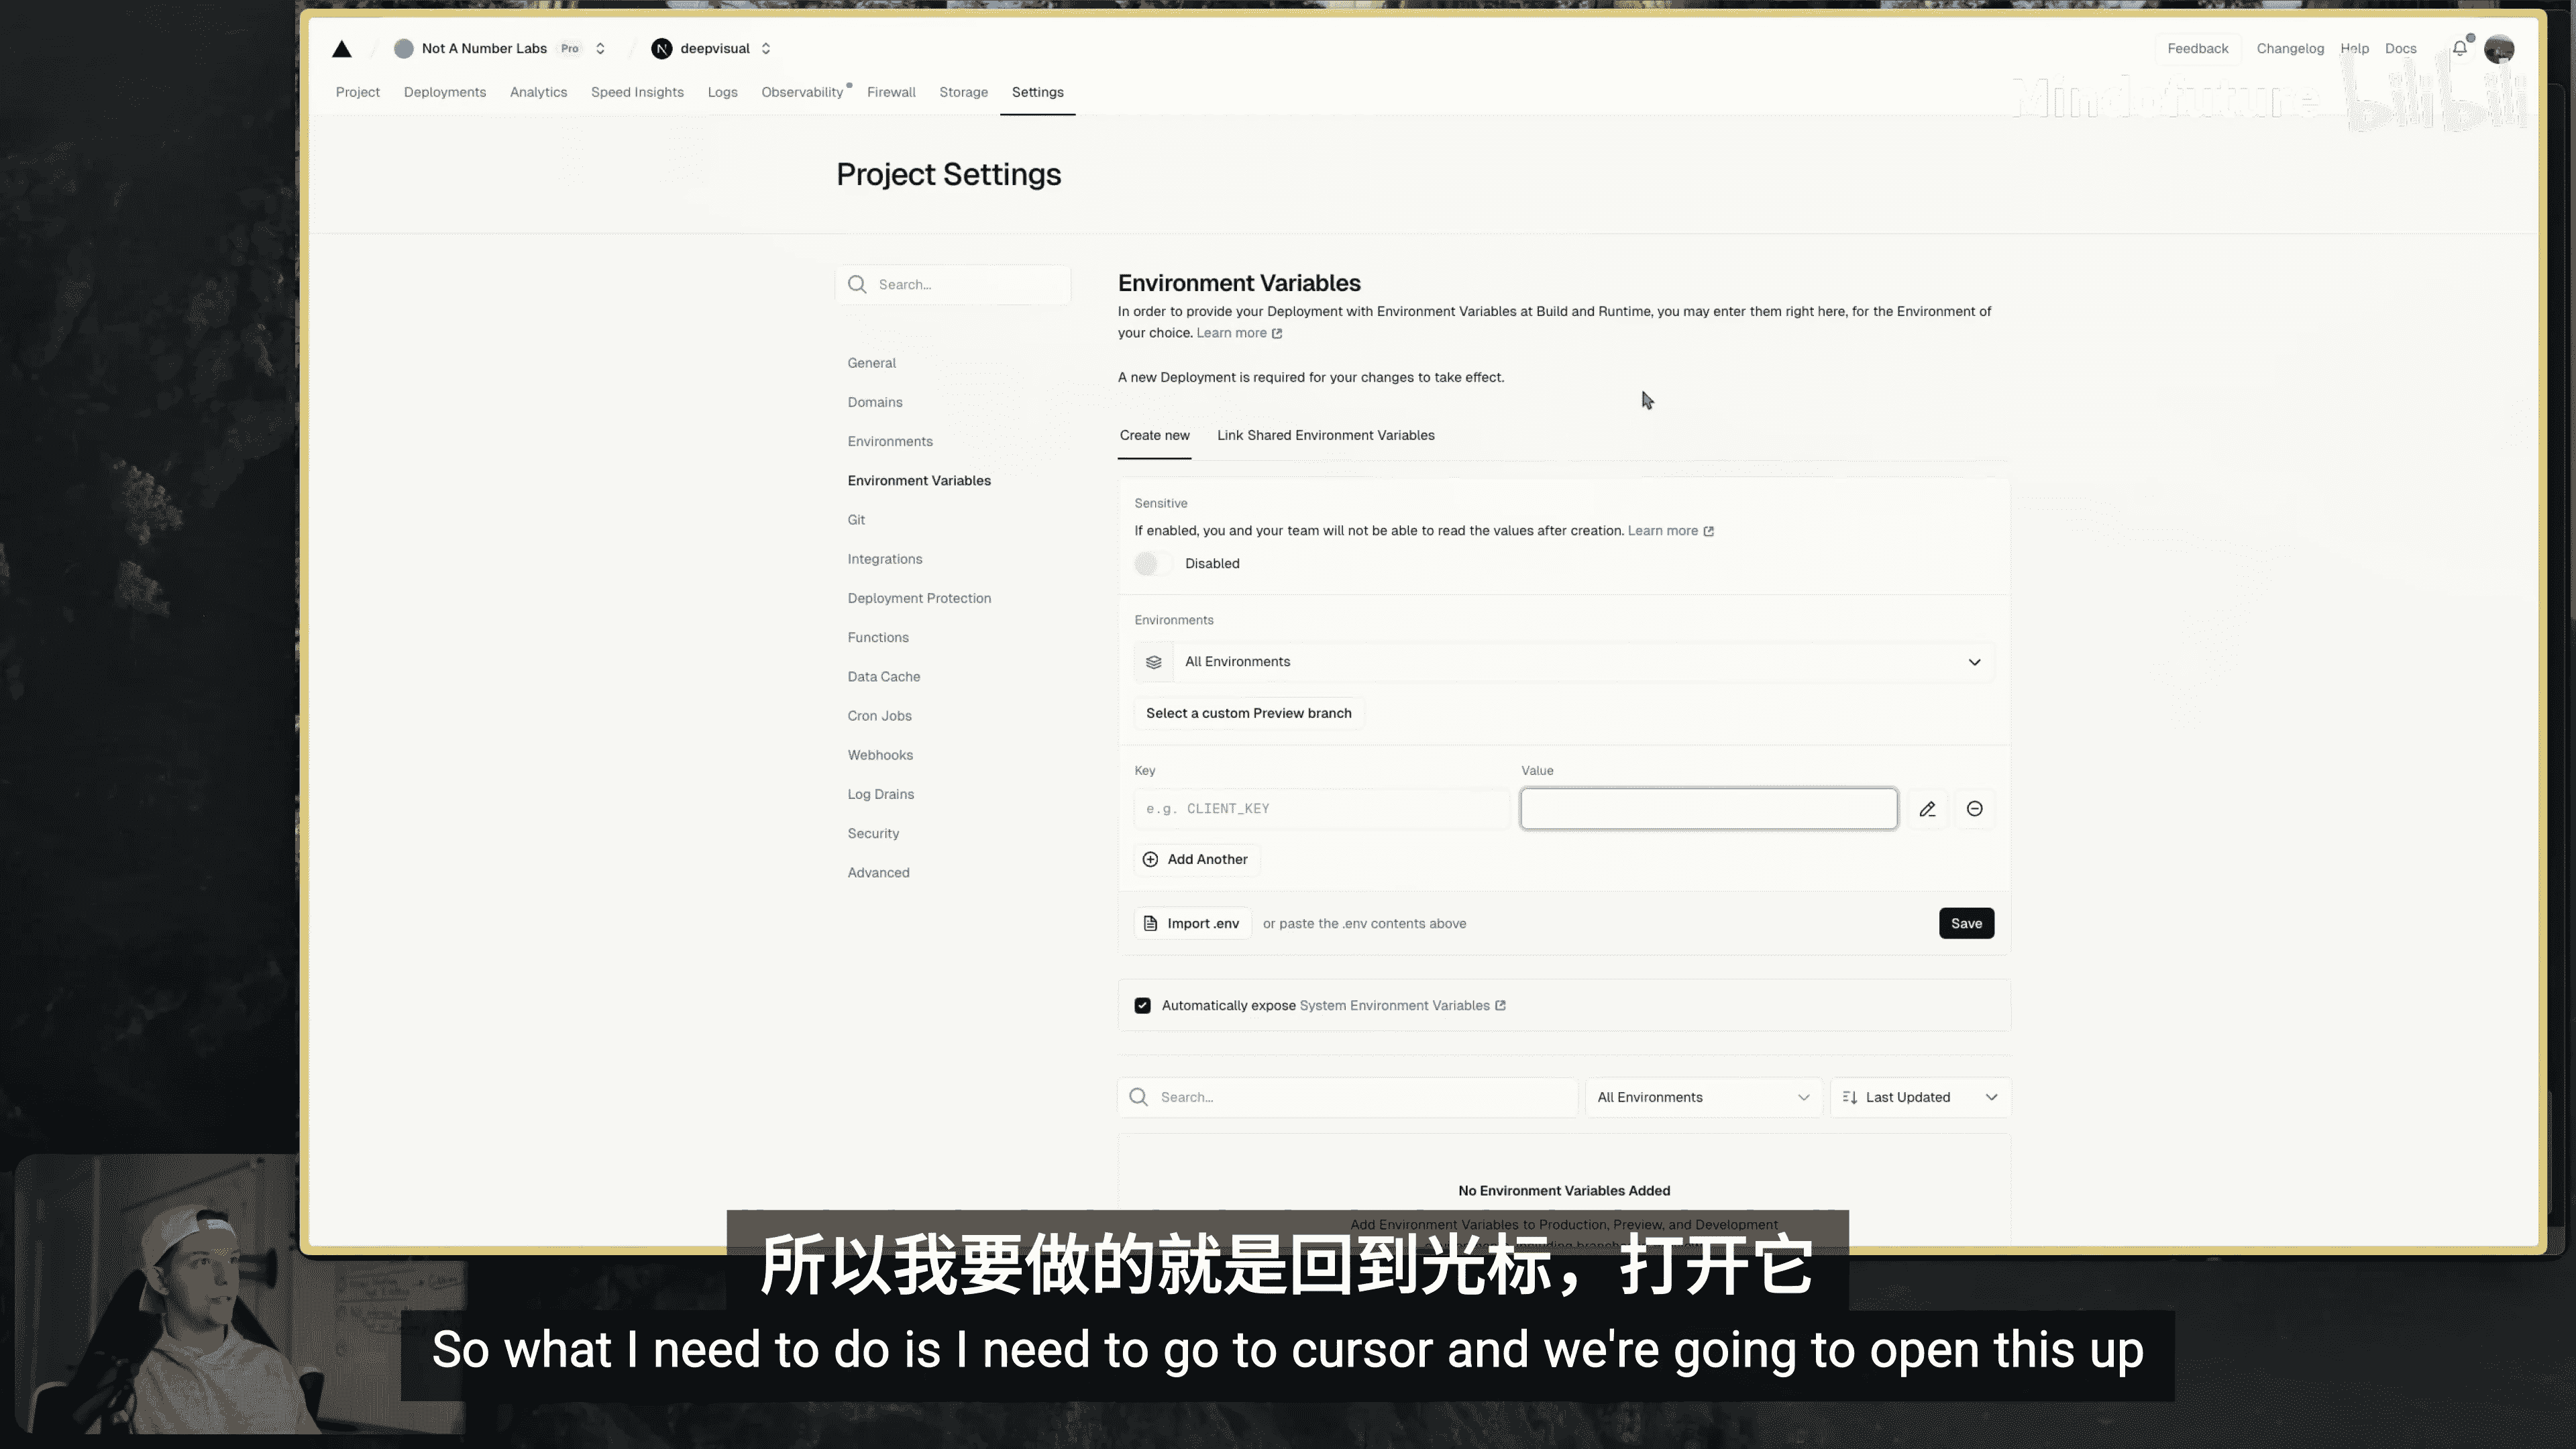 Not A Number Labs Pro
deepvisual
Feedback Changelog Help Docs
Project Deployments Analytics Speed Insights Logs Observability Firewall Storage Settings
Mindofuture bilibili
Project Settings
Search...
General
Domains
Environments
Environment Variables
Git
Integrations
Deployment Protection
Functions
Data Cache
Cron Jobs
Webhooks
Log Drains
Security
Advanced
Environment Variables
In order to provide your Deployment with Environment Variables at Build and Runtime, you may enter them right here, for the Environment of
your choice. Learn more
A new Deployment is required for your changes to take effect.
Create new Link Shared Environment Variables
Sensitive
If enabled, you and your team will not be able to read the values after creation. Learn more
Disabled
Environments
All Environments
Select a custom Preview branch
Key Value
e.g. CLIENT_KEY
Add Another
Import .env or paste the .env contents above Save
Automatically expose System Environment Variables
Search... All Environments Last Updated
No Environment Variables Added
Add Environment Variables to Production, Preview, and Development
所以我要做的就是回到光标，打开它
So what I need to do is I need to go to cursor and we're going to open this up